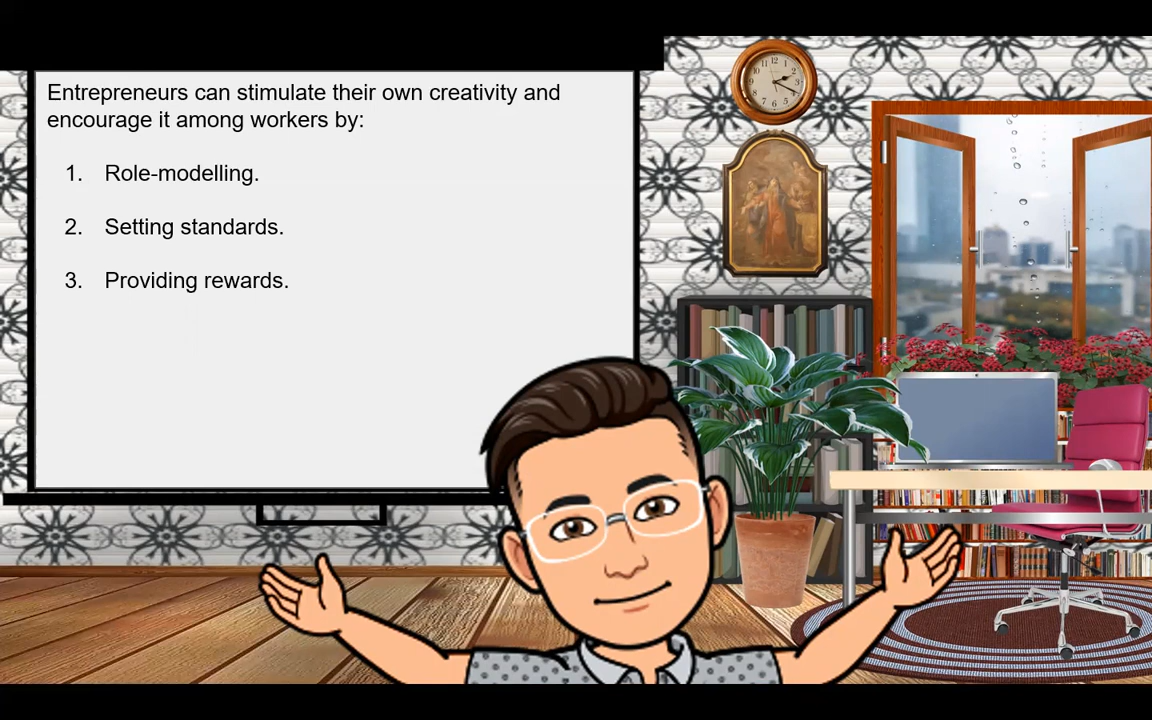 Entrepreneurs can stimulate their own creativity and
encourage it among workers by:
1. Role-modelling.
2. Setting standards.
3. Providing rewards.